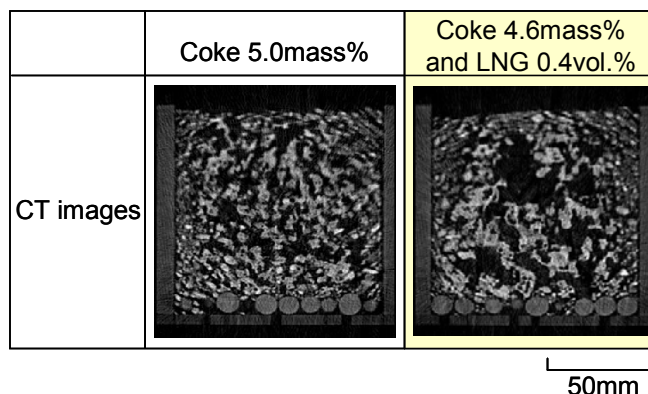 Coke 5.0mass%
Coke 4.6mass%
and LNG 0.4vol.%
CT images
50mm